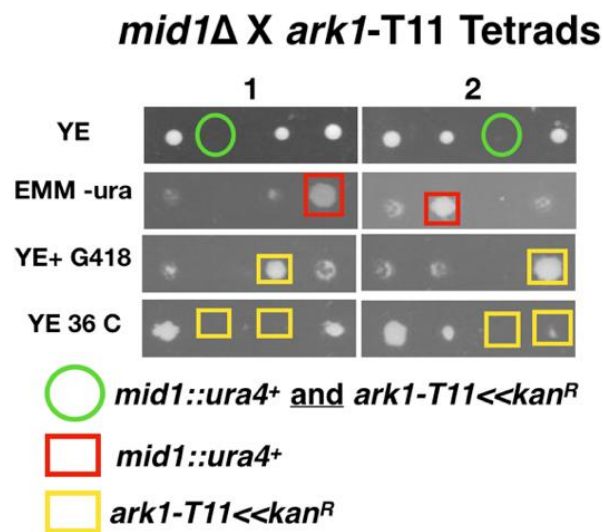 mid1Δ X ark1-T11 Tetrads
1 2
YE
EMM -ura
YE+ G418
YE 36 C
mid1::ura4+ and ark1-T11<<kanR
mid1::ura4+
ark1-T11<<kanR